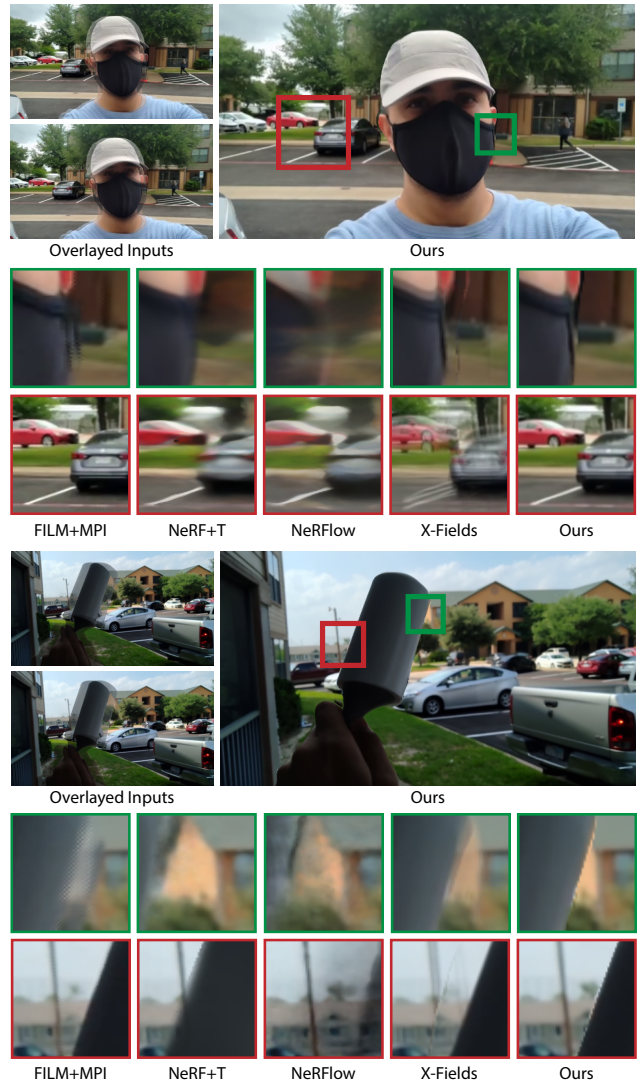 Overlayed Inputs
Ours
FILM+MPI
NeRF+T
NeRFlow
X-Fields
Ours
Overlayed Inputs
Ours
FILM+MPI
NeRF+T
NeRFlow
X-Fields
Ours